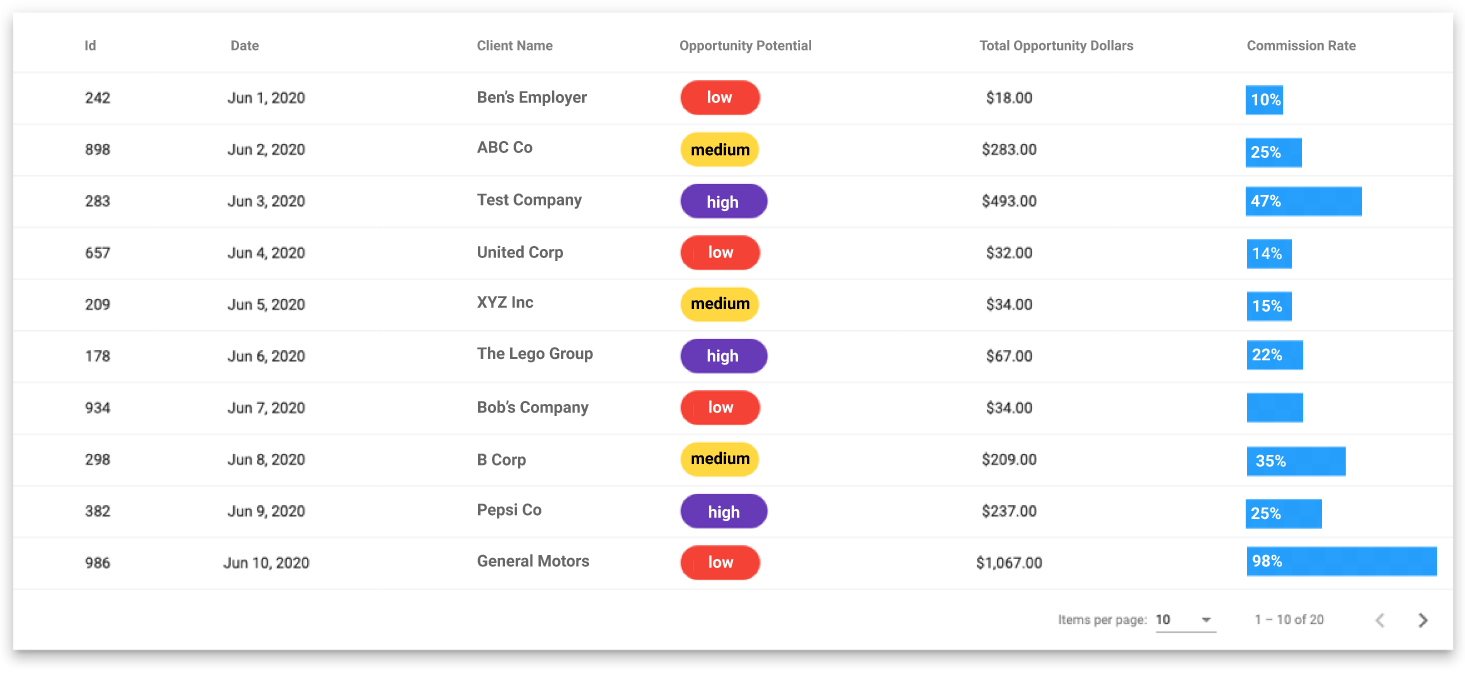 Id Date Client Name Opportunity Potential Total Opportunity Dollars Commission Rate
242 Jun 1, 2020 Ben’s Employer low $18.00 10%
898 Jun 2, 2020 ABC Co medium $283.00 25%
283 Jun 3, 2020 Test Company high $493.00 47%
657 Jun 4, 2020 United Corp low $32.00 14%
209 Jun 5, 2020 XYZ Inc medium $34.00 15%
178 Jun 6, 2020 The Lego Group high $67.00 22%
934 Jun 7, 2020 Bob’s Company low $34.00
298 Jun 8, 2020 B Corp medium $209.00 35%
382 Jun 9, 2020 Pepsi Co high $237.00 25%
986 Jun 10, 2020 General Motors low $1,067.00 98%
Items per page: 10 1 – 10 of 20